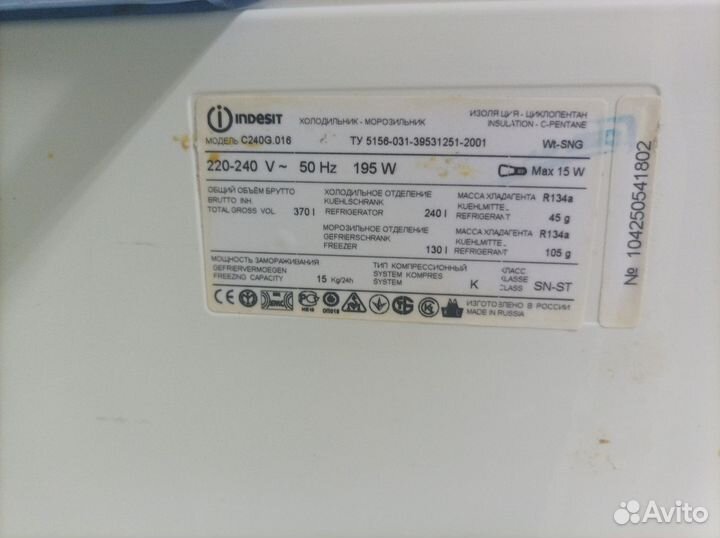 indesit ХОЛОДИЛЬНИК - МОРОЗИЛЬНИК ИЗОЛЯЦИЯ - ЦИКЛОПЕНТАН
INSULATION - C-PENTANE
МОДЕЛЬ C240G.016 ТУ 5156-031-39531251-2001 Wt-SNG
220-240 V ~ 50 Hz 195 W Max 15 W
ОБЩИЙ ОБЪЕМ БРУТТО
BRUTTO INH.
TOTAL GROSS VOL 370 l
ХОЛОДИЛЬНОЕ ОТДЕЛЕНИЕ
KUEHLSCHRANK
REFRIGERATOR 240 l
МАССА ХЛАДАГЕНТА R134a
KUEHLMITTEL
REFRIGERANT 45 g
МОРОЗИЛЬНОЕ ОТДЕЛЕНИЕ
GEFRIERSCHRANK
FREEZER 130 l
МАССА ХЛАДАГЕНТА R134a
KUEHLMITTEL
REFRIGERANT 105 g
МОЩНОСТЬ ЗАМОРАЖИВАНИЯ
GEFRIERVERMOEGEN
FREEZING CAPACITY 15 Kg/24h
ТИП КОМПРЕССИОННЫЙ
SYSTEM KOMPRES
SYSTEM K
КЛАСС
KLASSE
CLASS SN-ST
CE
ИЗГОТОВЛЕНО В РОССИИ
MADE IN RUSSIA
№ 104250541802
Avito